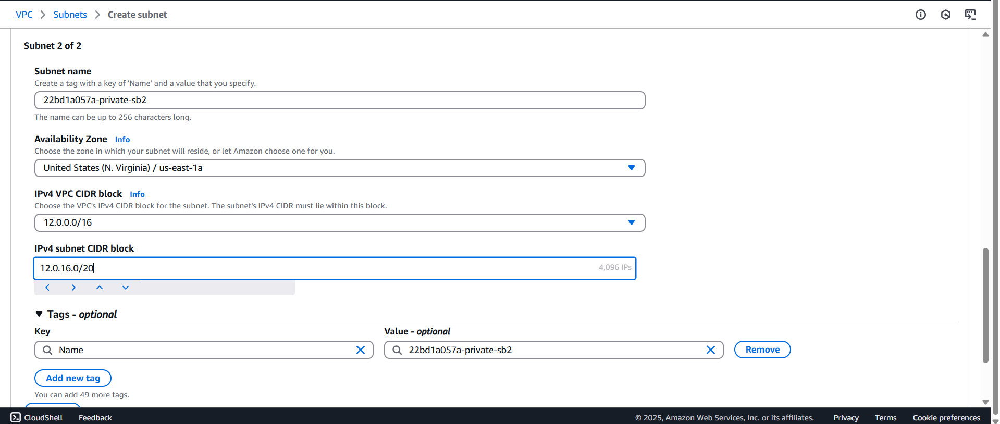 VPC > Subnets > Create subnet
Subnet 2 of 2
Subnet name
Create a tag with a key of 'Name' and a value that you specify.
22bd1a057a-private-sb2
The name can be up to 256 characters long.
Availability Zone Info
Choose the zone in which your subnet will reside, or let Amazon choose one for you.
United States (N. Virginia) / us-east-1a
IPv4 VPC CIDR block Info
Choose the VPC's IPv4 CIDR block for the subnet. The subnet's IPv4 CIDR must lie within this block.
12.0.0.0/16
IPv4 subnet CIDR block
12.0.16.0/20 4,096 IPs
Tags - optional
Key Value - optional
Name 22bd1a057a-private-sb2 Remove
Add new tag
You can add 49 more tags.
CloudShell Feedback © 2025, Amazon Web Services, Inc. or its affiliates. Privacy Terms Cookie preferences